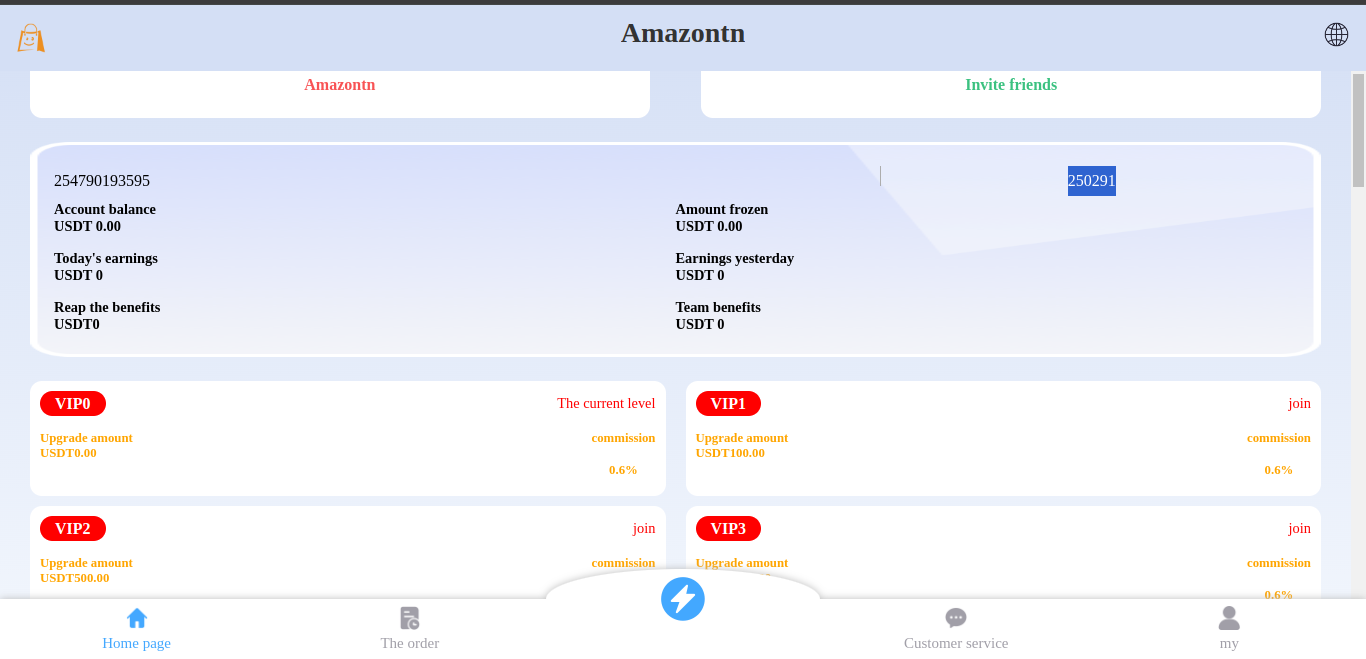 Amazontn
Amazontn
Invite friends
254790193595
250291
Account balance
USDT 0.00
Amount frozen
USDT 0.00
Today's earnings
USDT 0
Earnings yesterday
USDT 0
Reap the benefits
USDT0
Team benefits
USDT 0
VIP0
The current level
Upgrade amount
USDT0.00
commission
0.6%
VIP1
join
Upgrade amount
USDT100.00
commission
0.6%
VIP2
join
Upgrade amount
USDT500.00
commission
VIP3
join
Upgrade amount
commission
0.6%
Home page
The order
Customer service
my